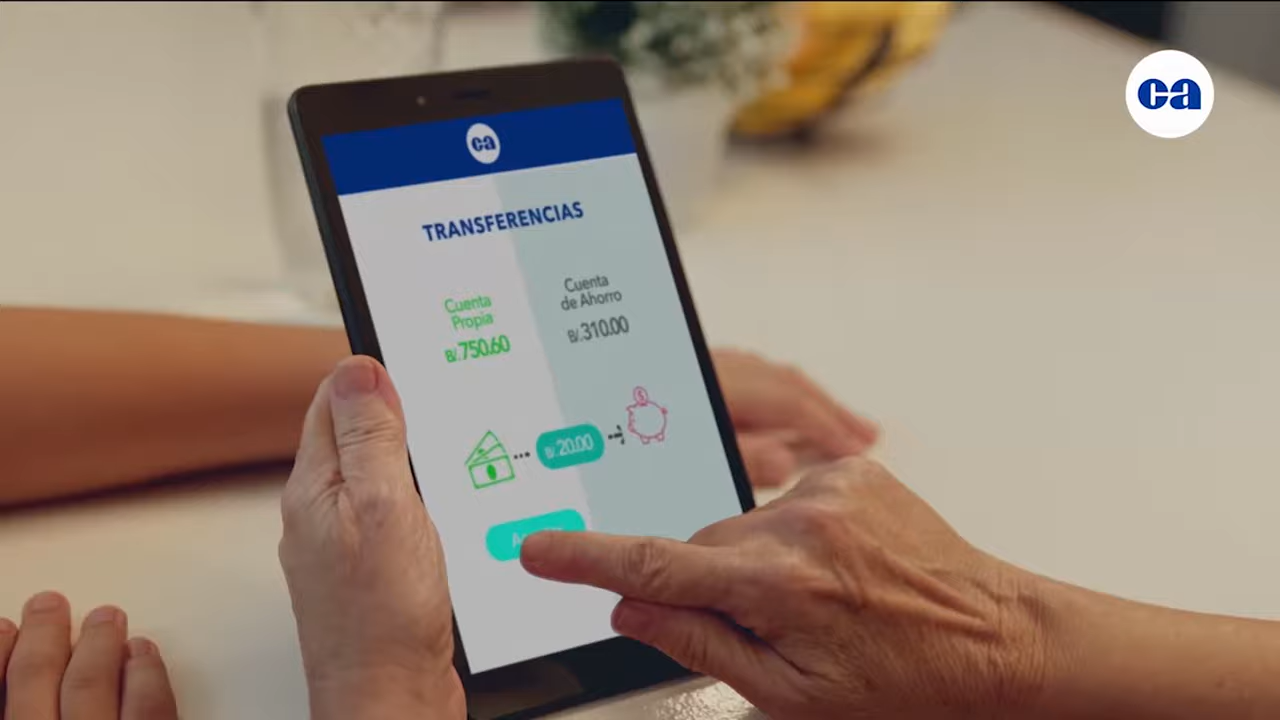 ca
ca
TRANSFERENCIAS
Cuenta
Propia
B/.750.60
Cuenta
de Ahorro
B/.310.00
B/.20.00